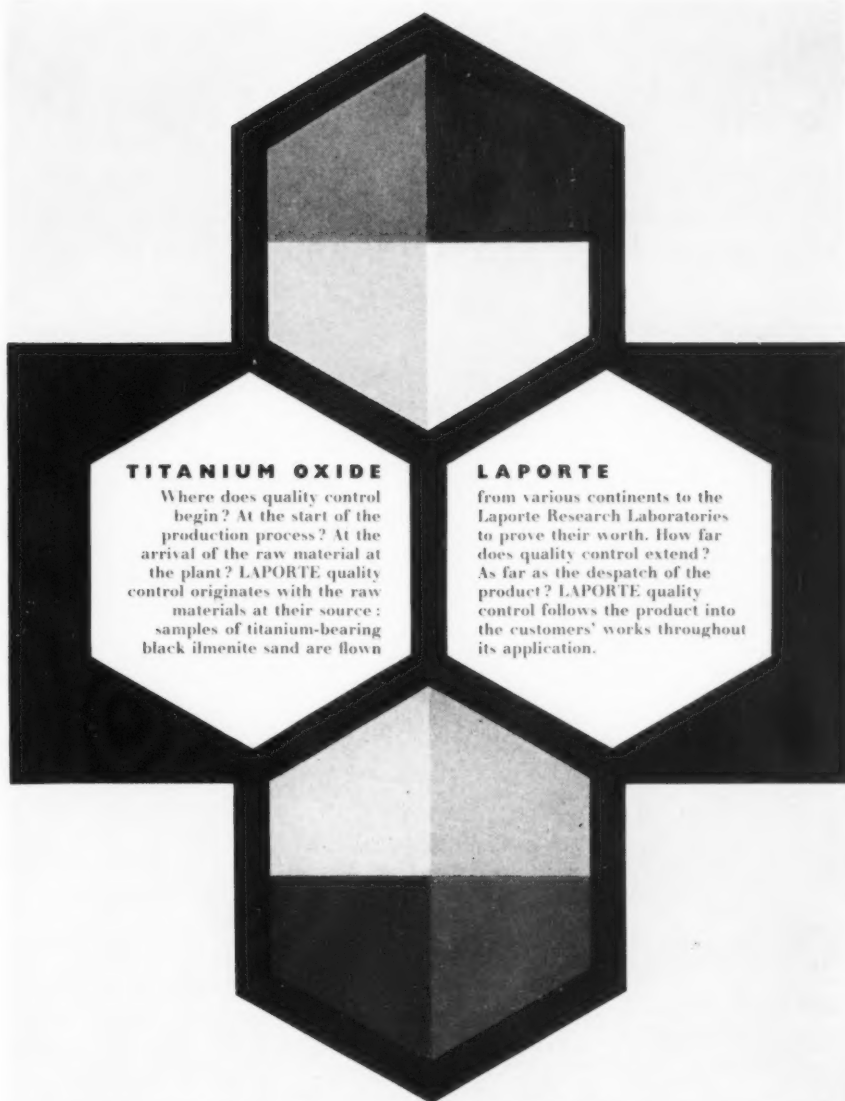 TITANIUM OXIDE
Where does quality control
begin? At the start of the
production process? At the
arrival of the raw material at
the plant? LAPORTE quality
control originates with the raw
materials at their source:
samples of titanium-bearing
black ilmenite sand are flown
LAPORTE
from various continents to the
Laporte Research Laboratories
to prove their worth. How far
does quality control extend?
As far as the despatch of the
product? LAPORTE quality
control follows the product into
the customers' works throughout
its application.